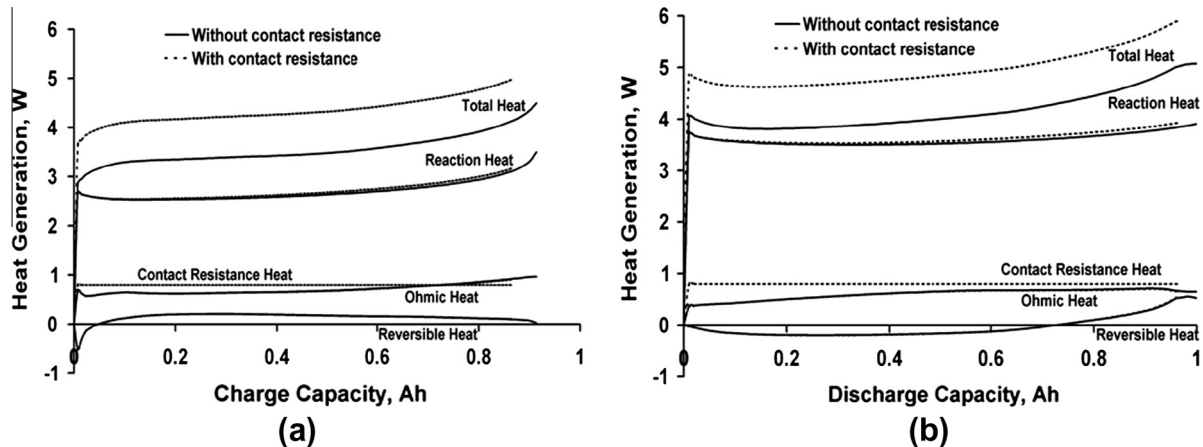 6
5
4
3
2
1
0
-1
Heat Generation, W
Without contact resistance
With contact resistance
Total Heat
Reaction Heat
Contact Resistance Heat
Ohmic Heat
Reversible Heat
0 0.2 0.4 0.6 0.8 1
Charge Capacity, Ah
(a)
6
5
4
3
2
1
0
-1
Heat Generation, W
Without contact resistance
With contact resistance
Total Heat
Reaction Heat
Contact Resistance Heat
Ohmic Heat
Reversible Heat
0 0.2 0.4 0.6 0.8 1
Discharge Capacity, Ah
(b)